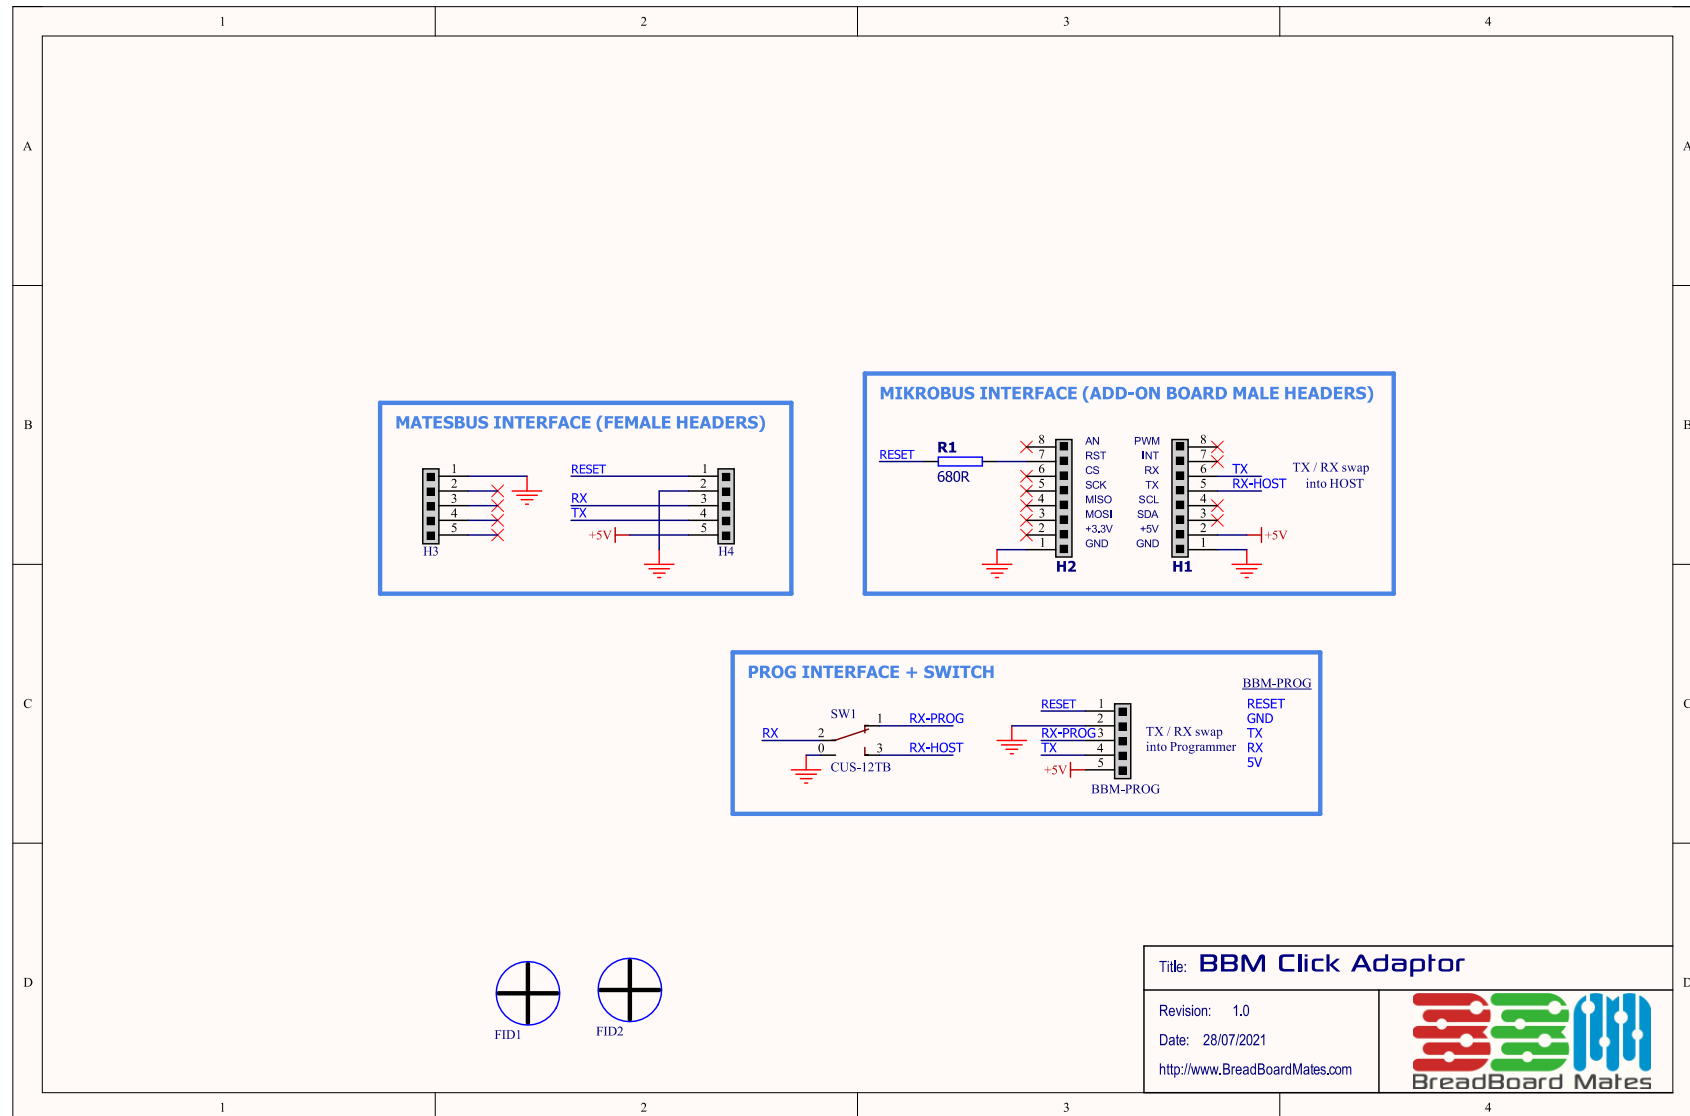 1 2 3 4
A A
B B
C C
D D
MATESBUS INTERFACE (FEMALE HEADERS)
1
2
3
4
5
H3
RESET 1
2
RX 3
TX 4
+5V 5
H4
MIKROBUS INTERFACE (ADD-ON BOARD MALE HEADERS)
RESET
R1
680R
8 AN PWM 8
7 RST INT 7
6 CS RX 6 TX
5 SCK TX 5 RX-HOST
4 MISO SCL 4
3 MOSI SDA 3
2 +3.3V +5V 2 +5V
1 GND GND 1
H2 H1
TX / RX swap
into HOST
PROG INTERFACE + SWITCH
SW1
RX 2 1 RX-PROG
0 3 RX-HOST
CUS-12TB
RESET 1
2
RX-PROG 3
TX 4
+5V 5
BBM-PROG
TX / RX swap
into Programmer
BBM-PROG
RESET
GND
TX
RX
5V
FID1 FID2
Title: BBM Click Adaptor
Revision: 1.0
Date: 28/07/2021
http://www.BreadBoardMates.com
BreadBoard Mates
1 2 3 4